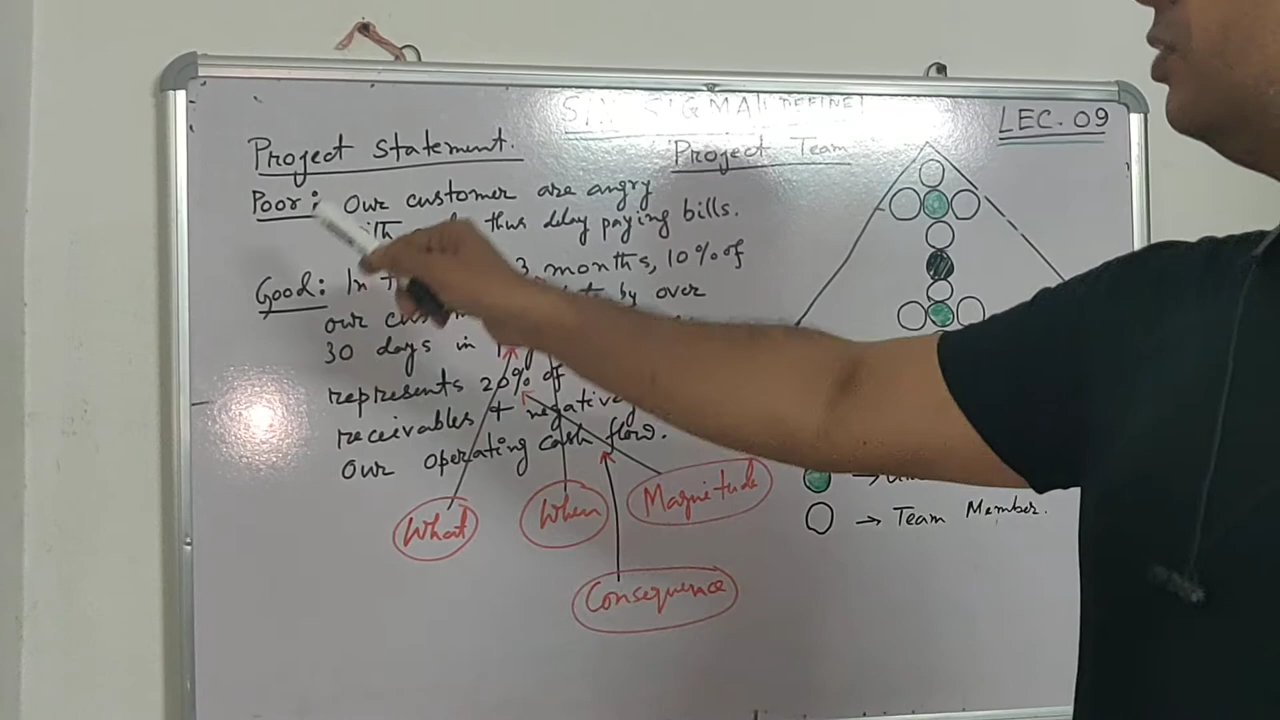 SIX SIGMA (DEFINE)
LEC. 09
Project Statement.
Poor: Our customer are angry
thus delay paying bills.
Good: In 3 months, 10% of
our by over
30 days in
represents 20% of
receivables + negatively
our operating cash flow.
What
When
Magnitude
Consequence
Project Team
→ Team Member.